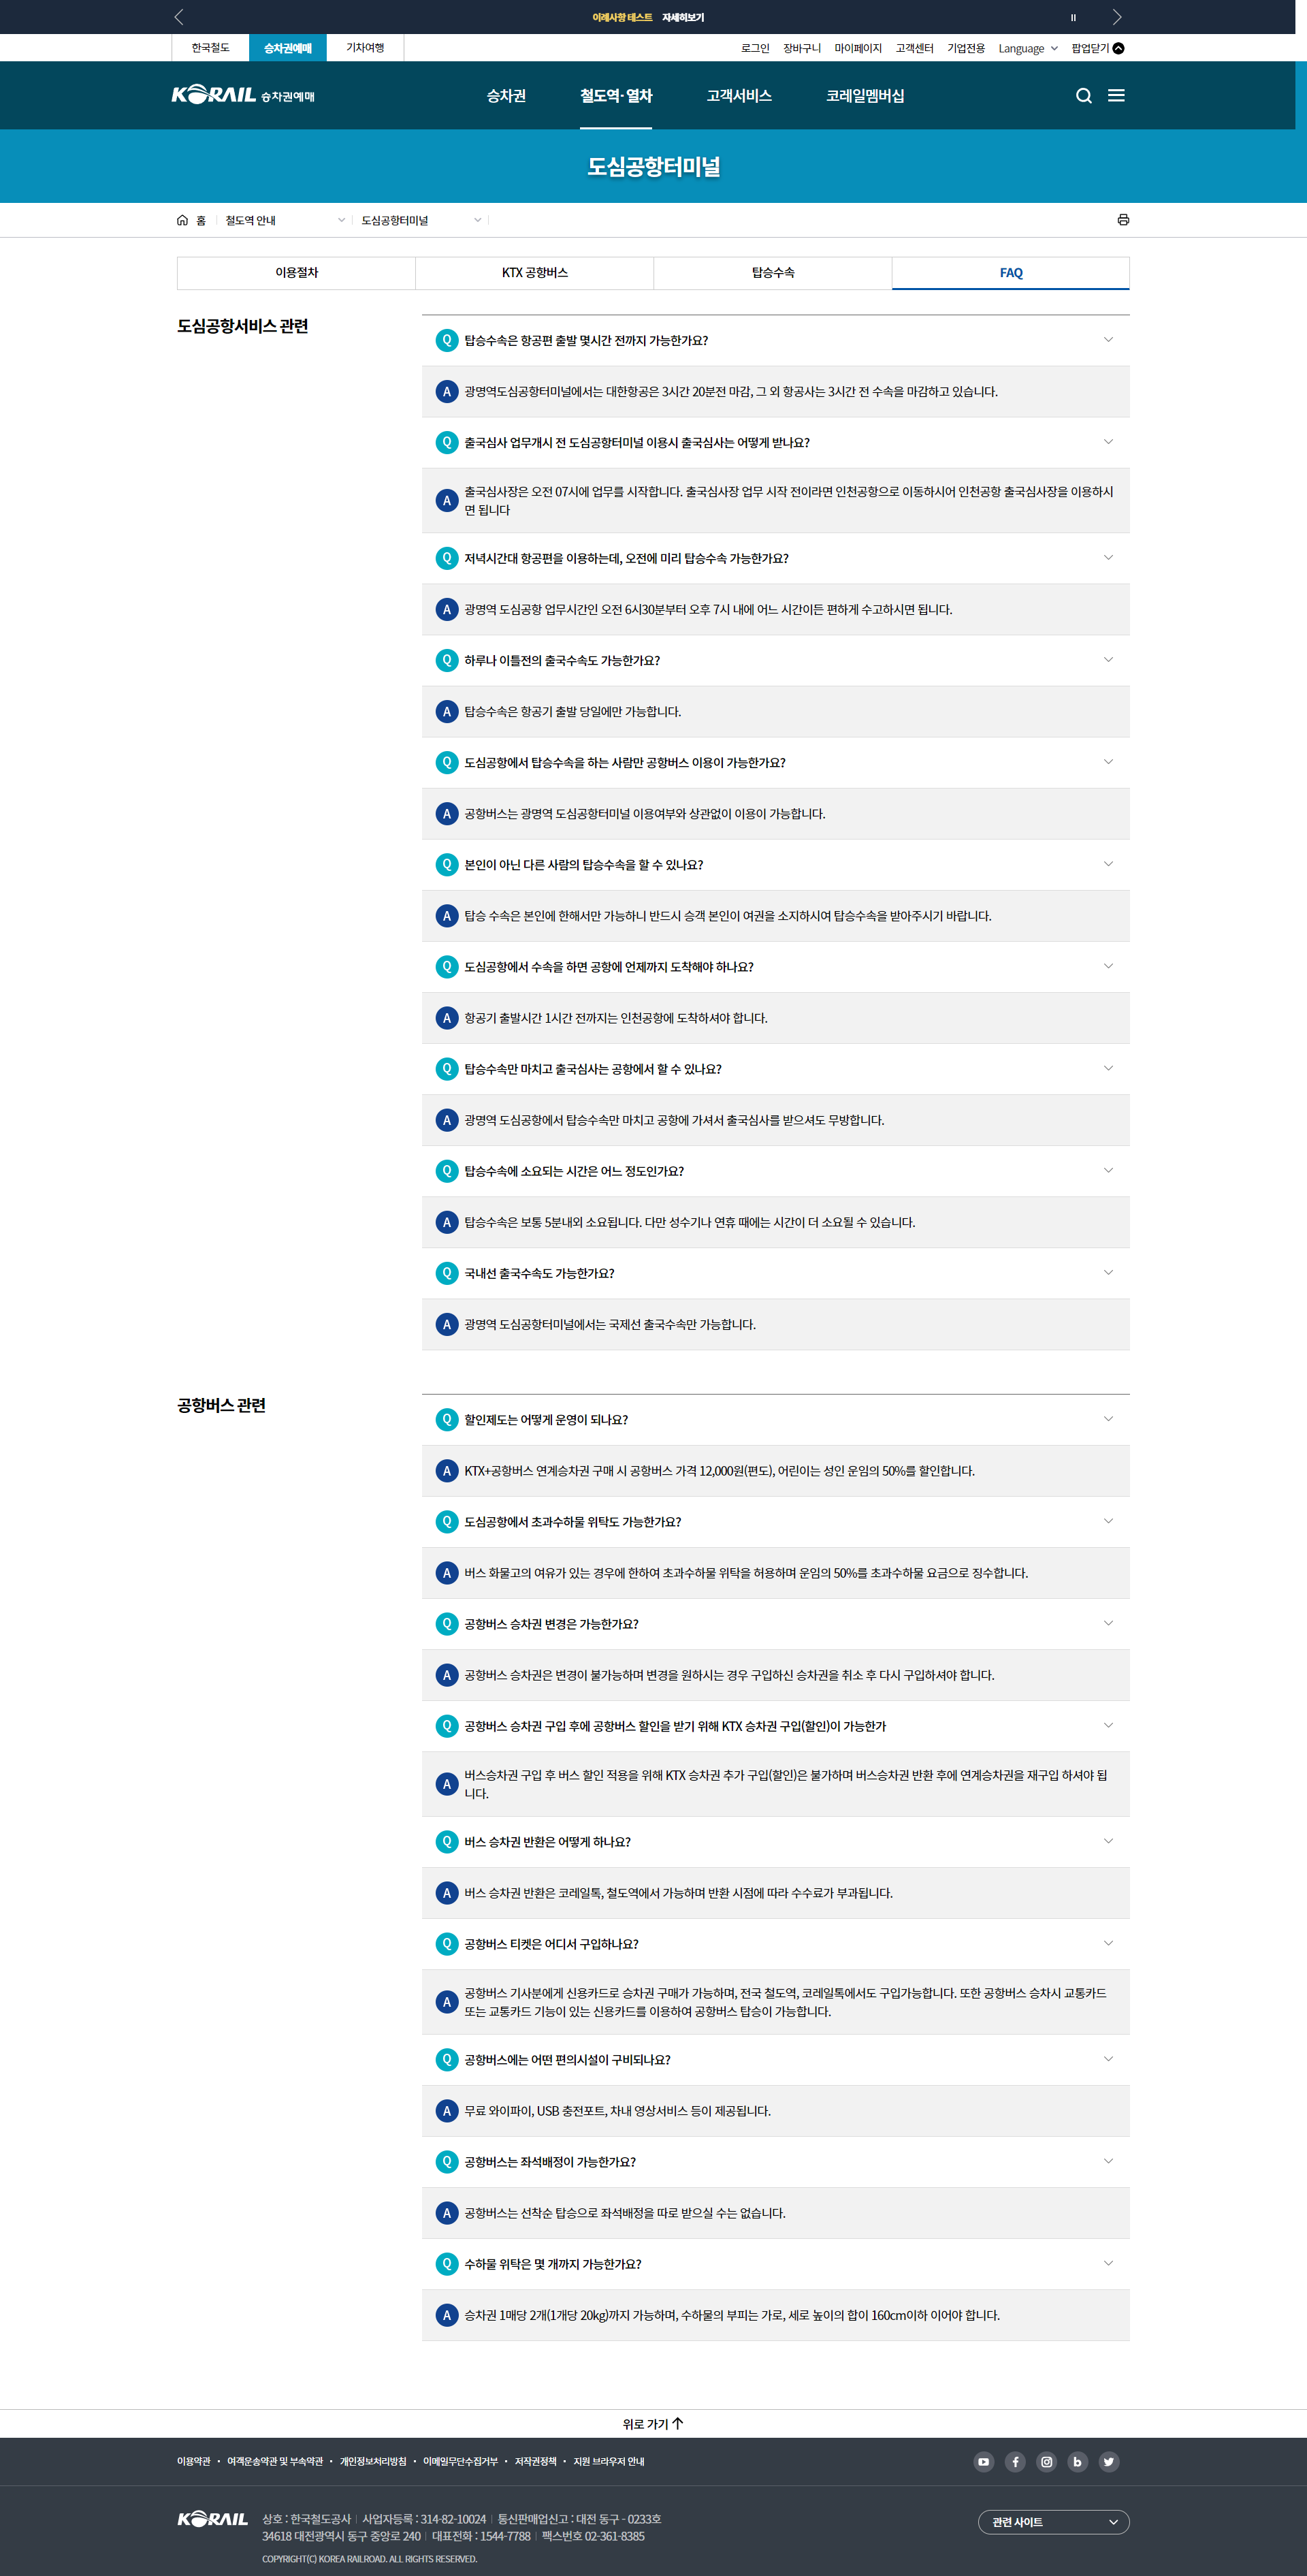 이례사항 테스트 자세히보기
한국철도 승차권예매 기차여행 로그인 장바구니 마이페이지 고객센터 기업전용 Language 팝업닫기
KORAIL 승차권예매 승차권 철도역·열차 고객서비스 코레일멤버십
도심공항터미널
홈 철도역 안내 도심공항터미널
이용절차 KTX 공항버스 탑승수속 FAQ
도심공항서비스 관련
Q 탑승수속은 항공편 출발 몇시간 전까지 가능한가요?
A 광명역도심공항터미널에서는 대한항공은 3시간 20분전 마감, 그 외 항공사는 3시간 전 수속을 마감하고 있습니다.
Q 출국심사 업무개시 전 도심공항터미널 이용시 출국심사는 어떻게 받나요?
A 출국심사장은 오전 07시에 업무를 시작합니다. 출국심사장 업무 시작 전이라면 인천공항으로 이동하시어 인천공항 출국심사장을 이용하시
면 됩니다
Q 저녁시간대 항공편을 이용하는데, 오전에 미리 탑승수속 가능한가요?
A 광명역 도심공항 업무시간인 오전 6시30분부터 오후 7시 내에 어느 시간이든 편하게 수고하시면 됩니다.
Q 하루나 이틀전의 출국수속도 가능한가요?
A 탑승수속은 항공기 출발 당일에만 가능합니다.
Q 도심공항에서 탑승수속을 하는 사람만 공항버스 이용이 가능한가요?
A 공항버스는 광명역 도심공항터미널 이용여부와 상관없이 이용이 가능합니다.
Q 본인이 아닌 다른 사람의 탑승수속을 할 수 있나요?
A 탑승 수속은 본인에 한해서만 가능하니 반드시 승객 본인이 여권을 소지하시여 탑승수속을 받아주시기 바랍니다.
Q 도심공항에서 수속을 하면 공항에 언제까지 도착해야 하나요?
A 항공기 출발시간 1시간 전까지는 인천공항에 도착하셔야 합니다.
Q 탑승수속만 마치고 출국심사는 공항에서 할 수 있나요?
A 광명역 도심공항에서 탑승수속만 마치고 공항에 가셔서 출국심사를 받으셔도 무방합니다.
Q 탑승수속에 소요되는 시간은 어느 정도인가요?
A 탑승수속은 보통 5분내외 소요됩니다. 다만 성수기나 연휴 때에는 시간이 더 소요될 수 있습니다.
Q 국내선 출국수속도 가능한가요?
A 광명역 도심공항터미널에서는 국제선 출국수속만 가능합니다.
공항버스 관련
Q 할인제도는 어떻게 운영이 되나요?
A KTX+공항버스 연계승차권 구매 시 공항버스 가격 12,000원(편도), 어린이는 성인 운임의 50%를 할인합니다.
Q 도심공항에서 초과수하물 위탁도 가능한가요?
A 버스 화물고의 여유가 있는 경우에 한하여 초과수하물 위탁을 허용하며 운임의 50%를 초과수하물 요금으로 징수합니다.
Q 공항버스 승차권 변경은 가능한가요?
A 공항버스 승차권은 변경이 불가능하며 변경을 원하시는 경우 구입하신 승차권을 취소 후 다시 구입하셔야 합니다.
Q 공항버스 승차권 구입 후에 공항버스 할인을 받기 위해 KTX 승차권 구입(할인)이 가능한가
A 버스승차권 구입 후 버스 할인 적용을 위해 KTX 승차권 추가 구입(할인)은 불가하며 버스승차권 반환 후에 연계승차권을 재구입 하셔야 됩
니다.
Q 버스 승차권 반환은 어떻게 하나요?
A 버스 승차권 반환은 코레일톡, 철도역에서 가능하며 반환 시점에 따라 수수료가 부과됩니다.
Q 공항버스 티켓은 어디서 구입하나요?
A 공항버스 기사분에게 신용카드로 승차권 구매가 가능하며, 전국 철도역, 코레일톡에서도 구입가능합니다. 또한 공항버스 승차시 교통카드
또는 교통카드 기능이 있는 신용카드를 이용하여 공항버스 탑승이 가능합니다.
Q 공항버스에는 어떤 편의시설이 구비되나요?
A 무료 와이파이, USB 충전포트, 차내 영상서비스 등이 제공됩니다.
Q 공항버스는 좌석배정이 가능한가요?
A 공항버스는 선착순 탑승으로 좌석배정을 따로 받으실 수는 없습니다.
Q 수하물 위탁은 몇 개까지 가능한가요?
A 승차권 1매당 2개(1개당 20kg)까지 가능하며, 수하물의 부피는 가로, 세로 높이의 합이 160cm이하 이어야 합니다.
위로 가기
이용약관 • 여객운송약관 및 부속약관 • 개인정보처리방침 • 이메일무단수집거부 • 저작권정책 • 지원 브라우저 안내
KORAIL 상호 : 한국철도공사 | 사업자등록 : 314-82-10024 | 통신판매업신고 : 대전 동구 - 0233호 관련 사이트
34618 대전광역시 동구 중앙로 240 | 대표전화 : 1544-7788 | 팩스번호 02-361-8385
COPYRIGHT(C) KOREA RAILROAD. ALL RIGHTS RESERVED.